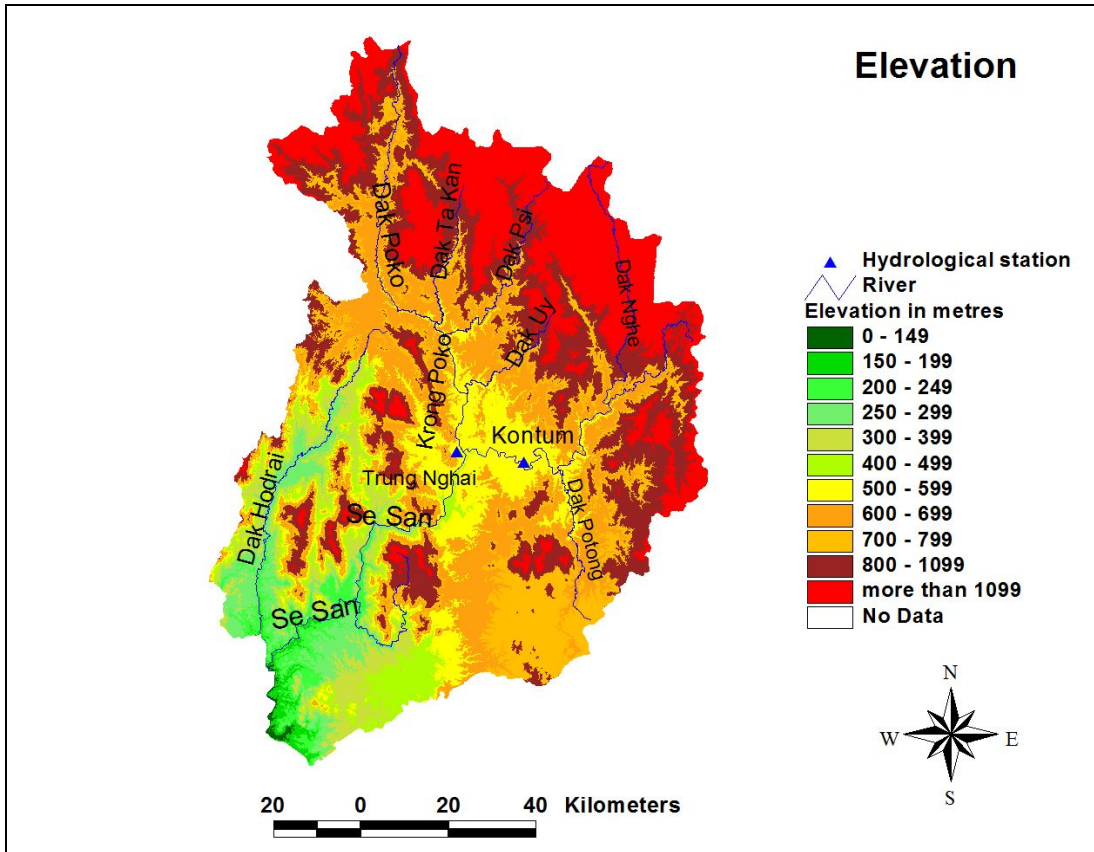 Elevation
Dak Poko
Dak Ta Kan
Dak Psi
Dak Nghe
Dak Uy
Krong Poko
Kontum
Trung Nghai
Dak Hodrai
Se San
Dak Potong
Se San
Hydrological station
River
Elevation in metres
0 - 149
150 - 199
200 - 249
250 - 299
300 - 399
400 - 499
500 - 599
600 - 699
700 - 799
800 - 1099
more than 1099
No Data
N
W E
S
20 0 20 40 Kilometers